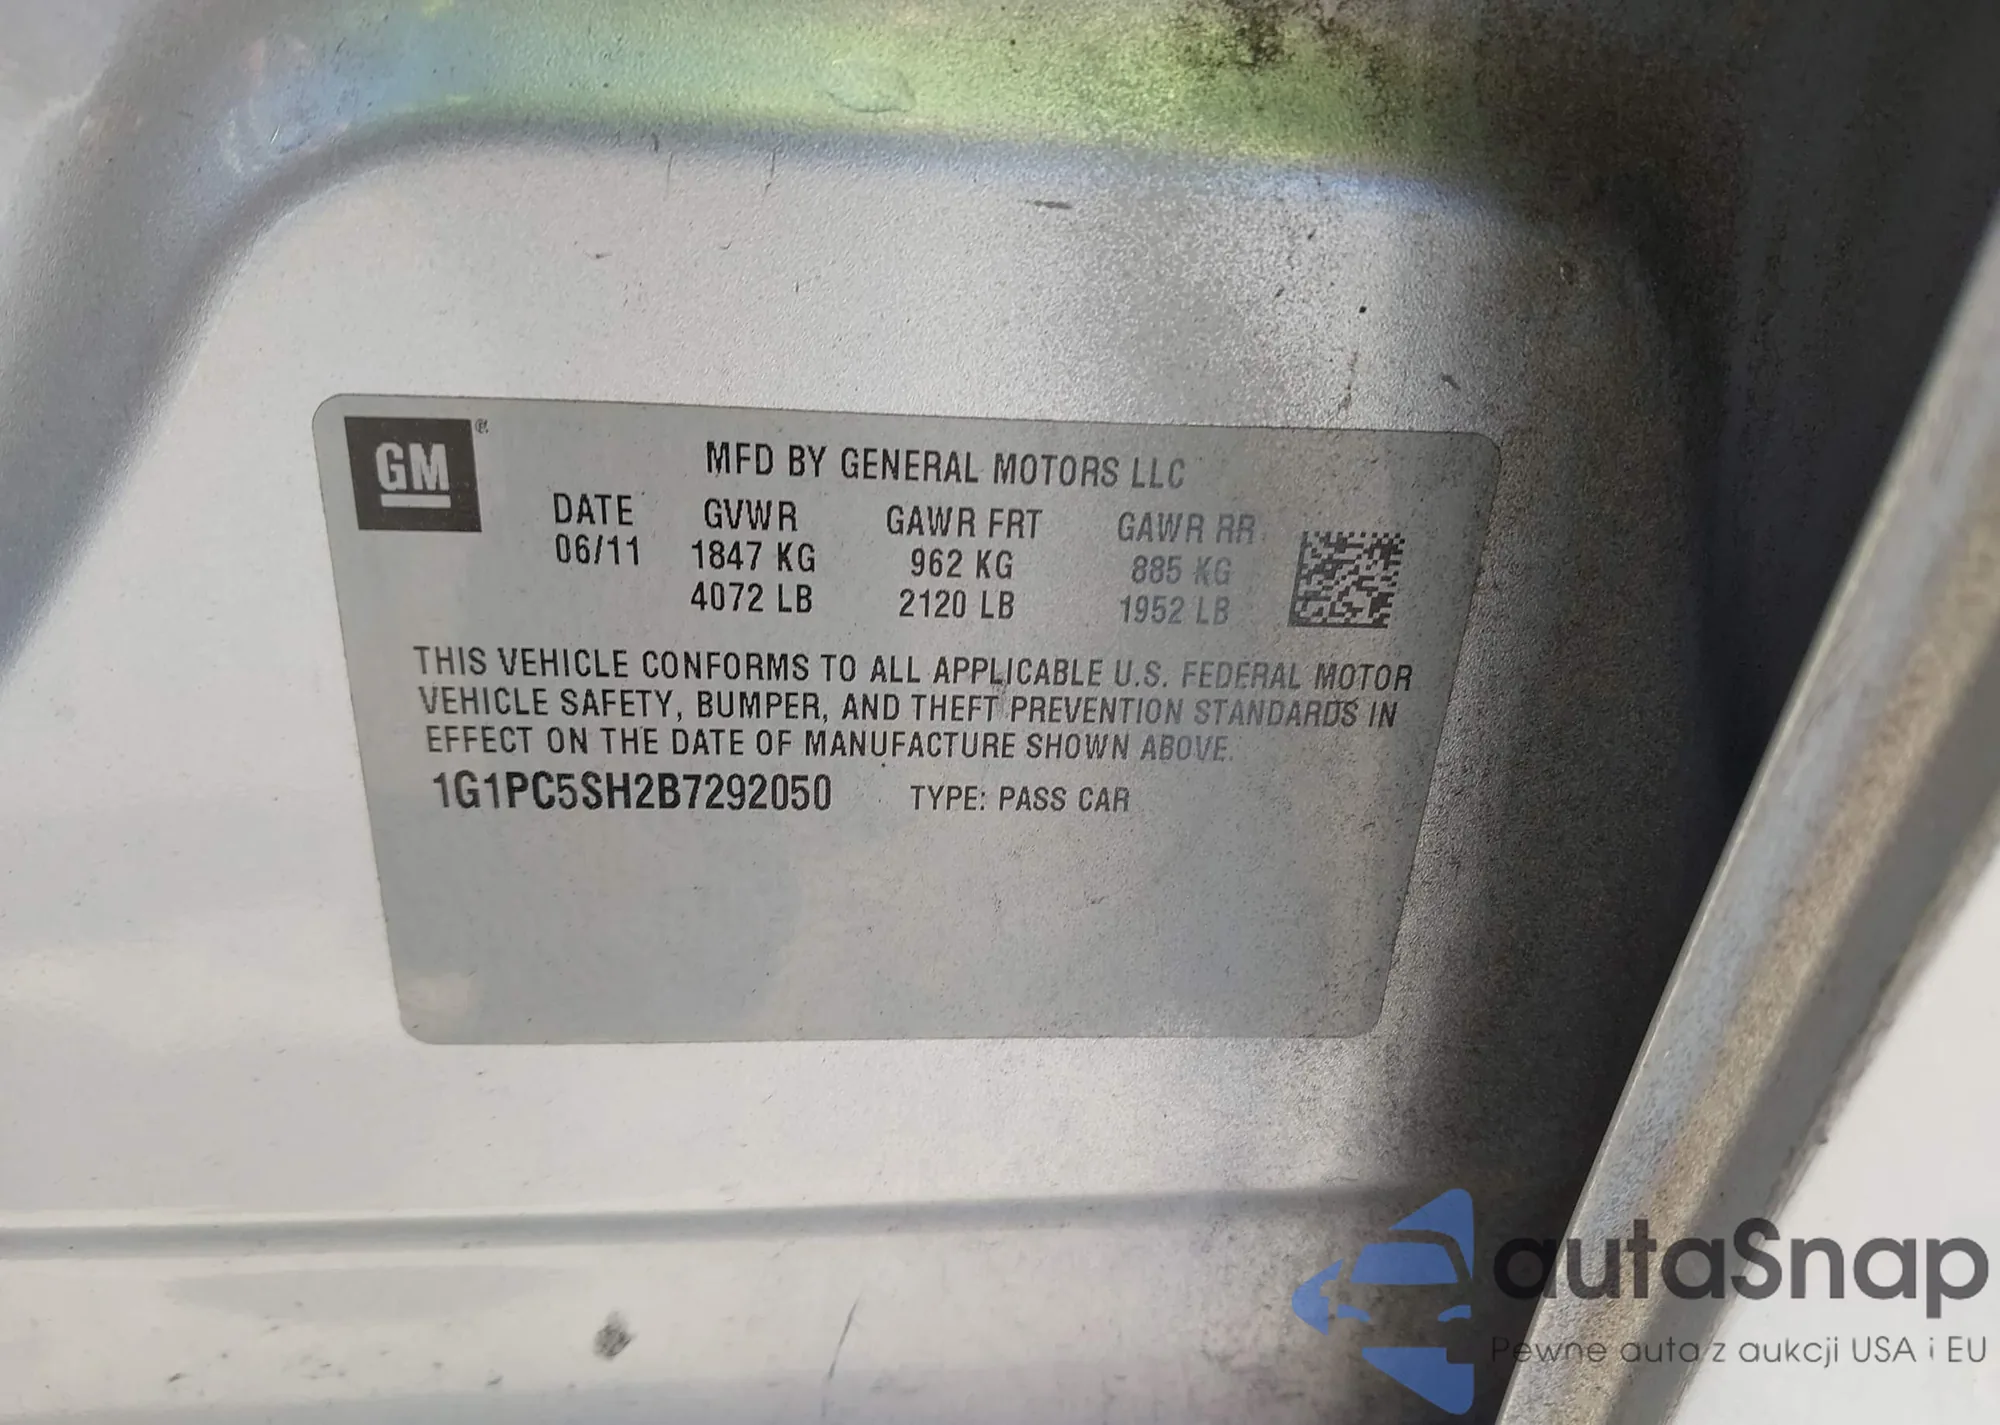 GM
MFD BY GENERAL MOTORS LLC
DATE GVWR GAWR FRT GAWR RR
06/11 1847 KG 962 KG 885 KG
4072 LB 2120 LB 1952 LB
THIS VEHICLE CONFORMS TO ALL APPLICABLE U.S. FEDERAL MOTOR
VEHICLE SAFETY, BUMPER, AND THEFT PREVENTION STANDARDS IN
EFFECT ON THE DATE OF MANUFACTURE SHOWN ABOVE.
1G1PC5SH2B7292050 TYPE: PASS CAR
autaSnap
Pewne auta z aukcji USA i EU